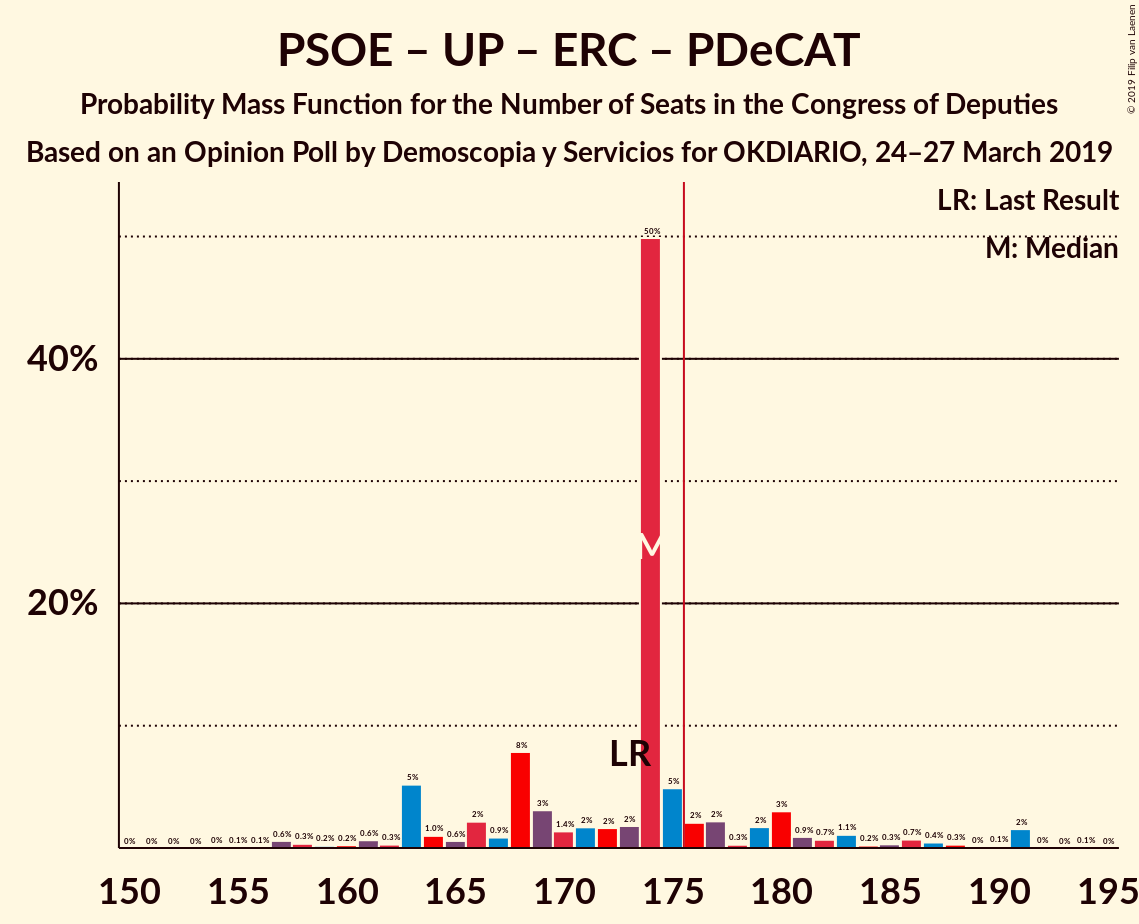 PSOE – UP – ERC – PDeCAT
Probability Mass Function for the Number of Seats in the Congress of Deputies
Based on an Opinion Poll by Demoscopia y Servicios for OKDIARIO, 24–27 March 2019
© 2019 Filip van Laenen
LR: Last Result
M: Median
40%
20%
50%
M
LR
0% 0% 0% 0% 0% 0.1% 0.1% 0.6% 0.3% 0.2% 0.2% 0.6% 0.3% 5% 1.0% 0.6% 2% 0.9% 8% 3% 1.4% 2% 2% 2% 5% 2% 2% 0.3% 2% 3% 0.9% 0.7% 1.1% 0.2% 0.3% 0.7% 0.4% 0.3% 0% 0.1% 2% 0% 0% 0.1% 0%
150 155 160 165 170 175 180 185 190 195